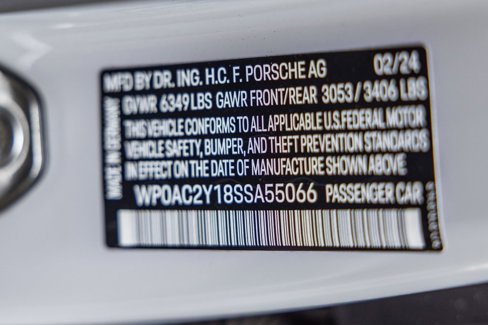 MFD BY DR. ING. H.C. F. PORSCHE AG 02/24
GVWR 6349 LBS GAWR FRONT/REAR 3053 / 3406 LBS
THIS VEHICLE CONFORMS TO ALL APPLICABLE U.S. FEDERAL MOTOR
VEHICLE SAFETY, BUMPER, AND THEFT PREVENTION STANDARDS
IN EFFECT ON THE DATE OF MANUFACTURE SHOWN ABOVE
WP0AC2Y18SSA55066 PASSENGER CAR
MADE IN GERMANY